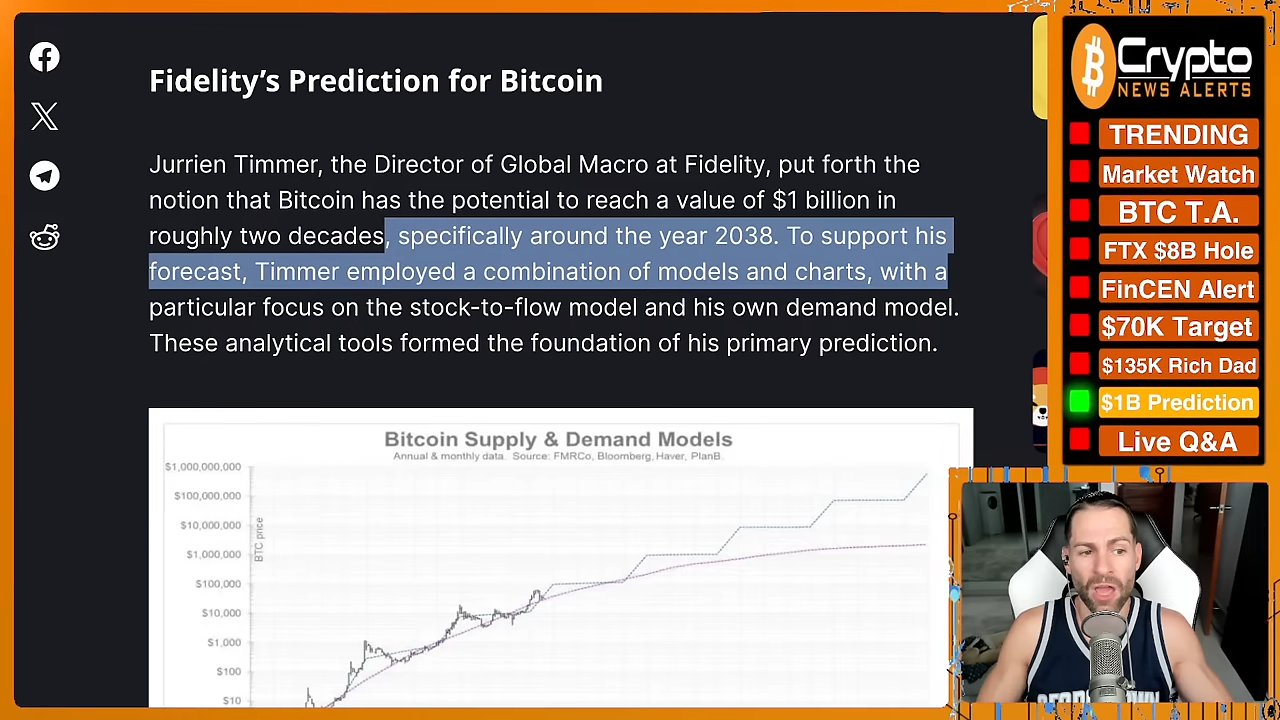 Fidelity’s Prediction for Bitcoin
Jurrien Timmer, the Director of Global Macro at Fidelity, put forth the
notion that Bitcoin has the potential to reach a value of $1 billion in
roughly two decades, specifically around the year 2038. To support his
forecast, Timmer employed a combination of models and charts, with a
particular focus on the stock-to-flow model and his own demand model.
These analytical tools formed the foundation of his primary prediction.
Bitcoin Supply & Demand Models
Annual & monthly data. Source: FMRCo, Bloomberg, Haver, PlanB.
$1,000,000,000
$100,000,000
$10,000,000
$1,000,000
$100,000
$10,000
$1,000
$100
$10
BTC price
Crypto
NEWS ALERTS
TRENDING
Market Watch
BTC T.A.
FTX $8B Hole
FinCEN Alert
$70K Target
$135K Rich Dad
$1B Prediction
Live Q&A